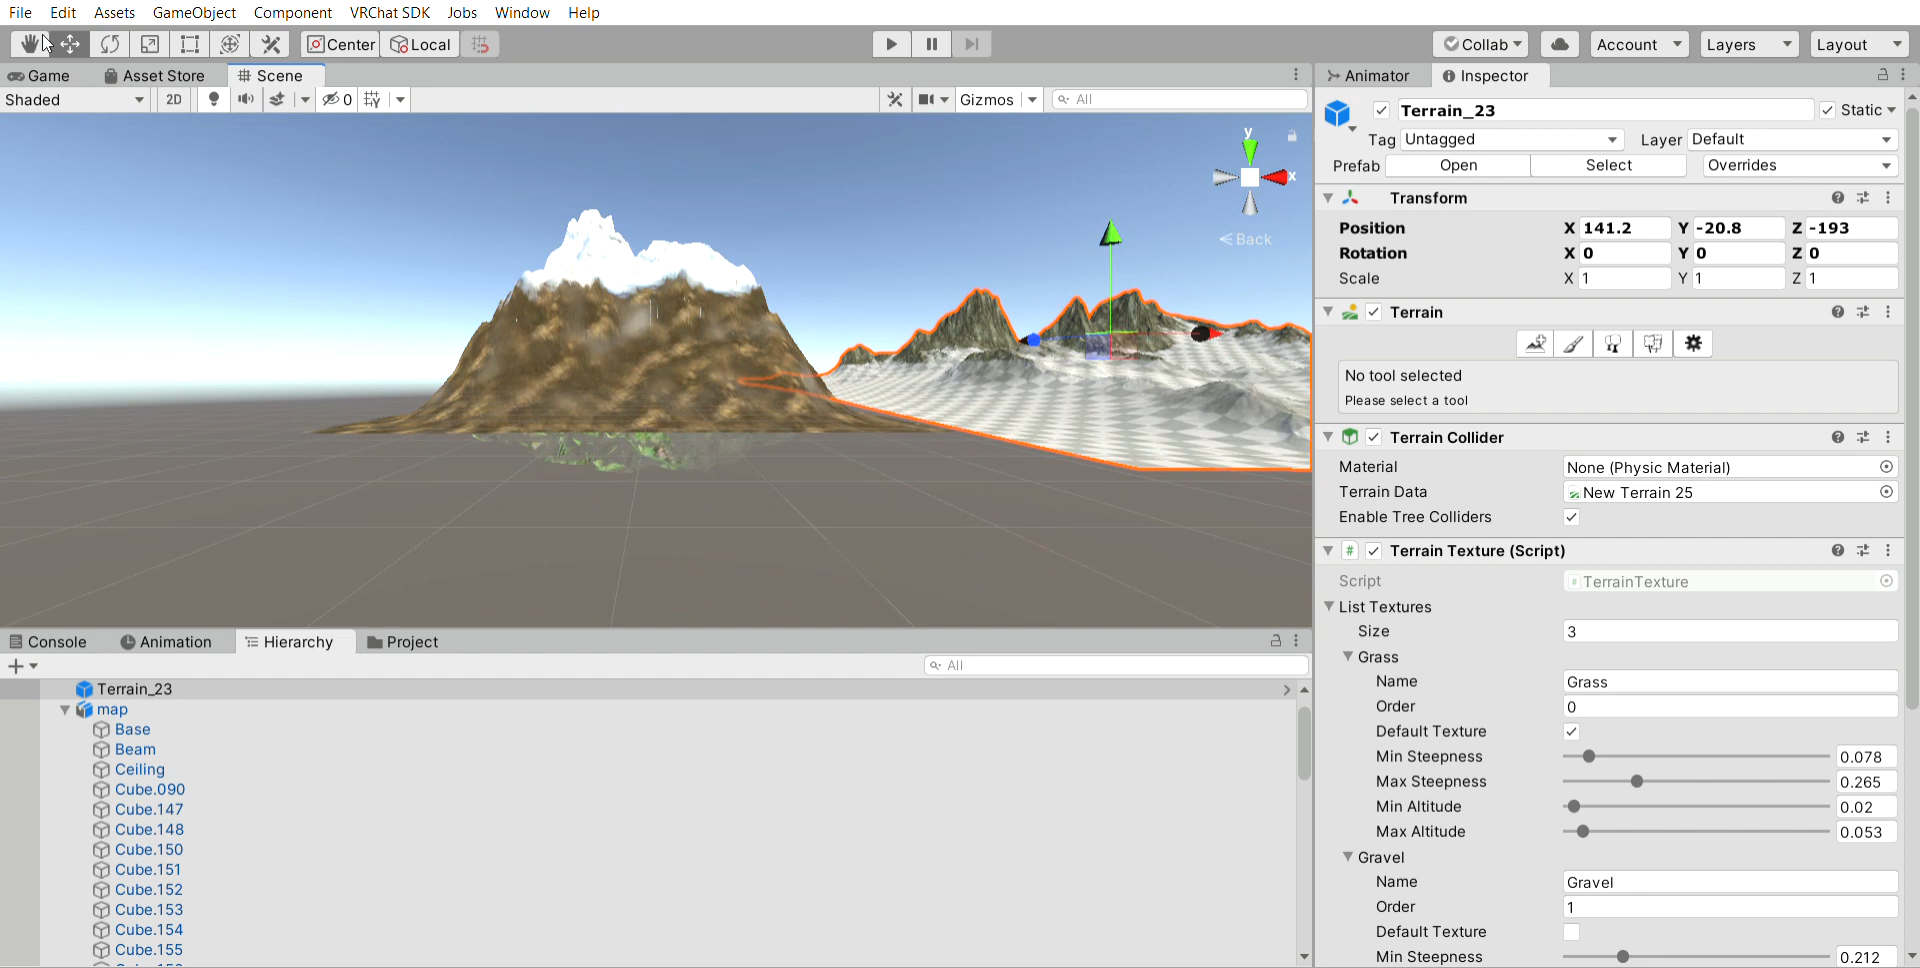 File Edit Assets GameObject Component VRChat SDK Jobs Window Help
Center Local Collab Account Layers Layout
Game Asset Store Scene
Shaded 2D 0 Gizmos All
y
x
Back
Console Animation Hierarchy Project
All
Terrain_23
map
Base
Beam
Ceiling
Cube.090
Cube.147
Cube.148
Cube.150
Cube.151
Cube.152
Cube.153
Cube.154
Cube.155
Animator Inspector
Terrain_23 Static
Tag Untagged Layer Default
Prefab Open Select Overrides
Transform
Position X 141.2 Y -20.8 Z -193
Rotation X 0 Y 0 Z 0
Scale X 1 Y 1 Z 1
Terrain
No tool selected
Please select a tool
Terrain Collider
Material None (Physic Material)
Terrain Data New Terrain 25
Enable Tree Colliders
Terrain Texture (Script)
Script TerrainTexture
List Textures
Size 3
Grass
Name Grass
Order 0
Default Texture
Min Steepness 0.078
Max Steepness 0.265
Min Altitude 0.02
Max Altitude 0.053
Gravel
Name Gravel
Order 1
Default Texture
Min Steepness 0.212